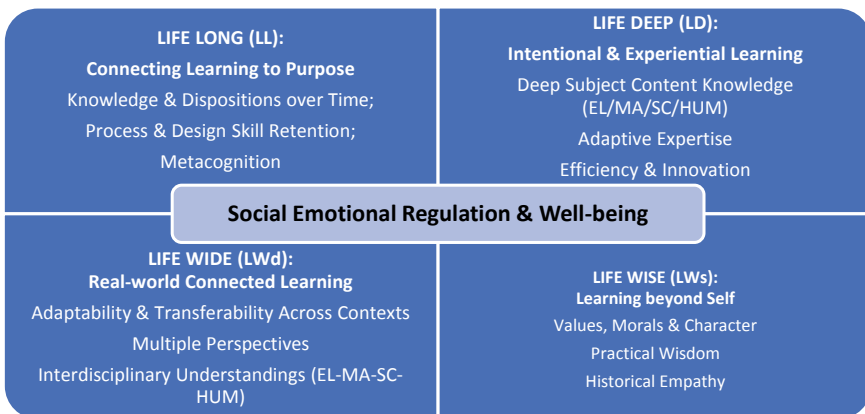 LIFE LONG (LL):
Connecting Learning to Purpose
Knowledge & Dispositions over Time;
Process & Design Skill Retention;
Metacognition
LIFE DEEP (LD):
Intentional & Experiential Learning
Deep Subject Content Knowledge
(EL/MA/SC/HUM)
Adaptive Expertise
Efficiency & Innovation
Social Emotional Regulation & Well-being
LIFE WIDE (LWd):
Real-world Connected Learning
Adaptability & Transferability Across Contexts
Multiple Perspectives
Interdisciplinary Understandings (EL-MA-SC-
HUM)
LIFE WISE (LWs):
Learning beyond Self
Values, Morals & Character
Practical Wisdom
Historical Empathy